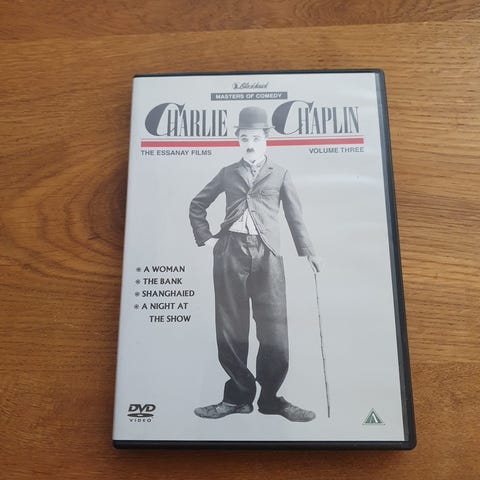 MASTERS OF COMEDY
CHARLIE CHAPLIN
THE ESSANAY FILMS
VOLUME THREE
A WOMAN
THE BANK
SHANGHAIED
A NIGHT AT
THE SHOW
DVD
VIDEO